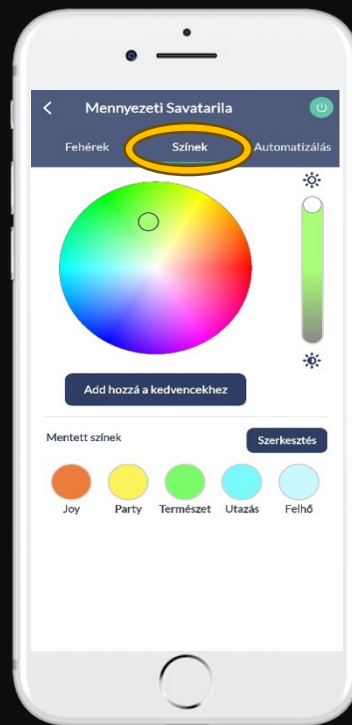 Mennyezeti Savatarila
Fehérek Színek Automatizálás
Add hozzá a kedvencekhez
Mentett színek Szerkesztés
Joy Party Természet Utazás Felhő